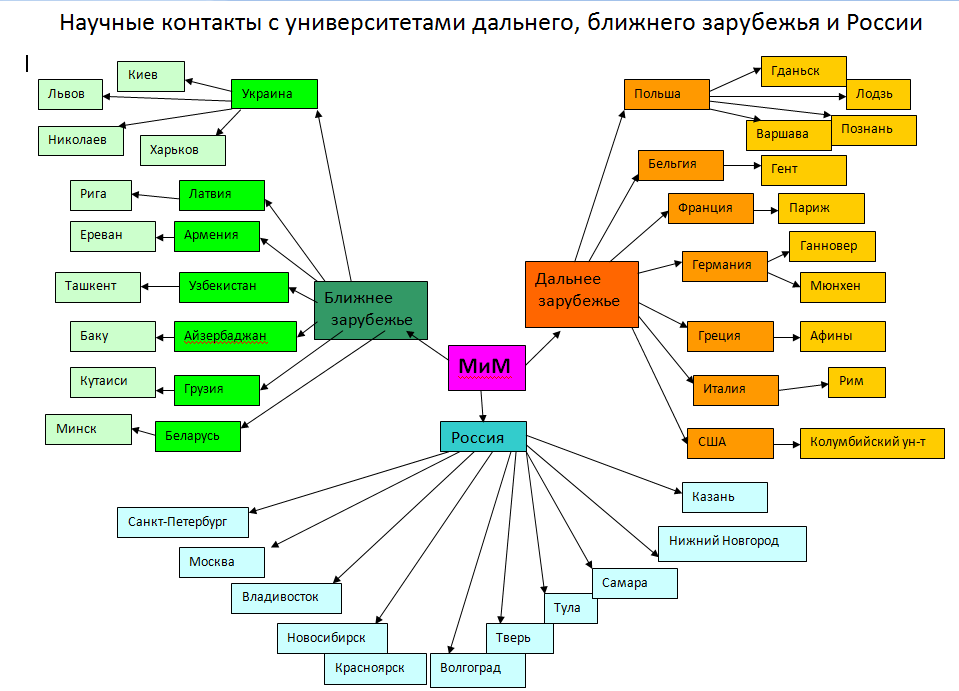 Научные контакты с университетами дальнего, ближнего зарубежья и России
Киев
Львов
Украина
Николаев
Харьков
Рига
Латвия
Ереван
Армения
Ташкент
Узбекистан
Баку
Айзербаджан
Кутаиси
Грузия
Минск
Беларусь
Ближнее
зарубежье
МиМ
Дальнее
зарубежье
Польша
Гданьск
Лодзь
Варшава
Познань
Бельгия
Гент
Франция
Париж
Германия
Ганновер
Мюнхен
Греция
Афины
Италия
Рим
США
Колумбийский ун-т
Россия
Санкт-Петербург
Москва
Владивосток
Новосибирск
Красноярск
Волгоград
Тверь
Тула
Самара
Нижний Новгород
Казань